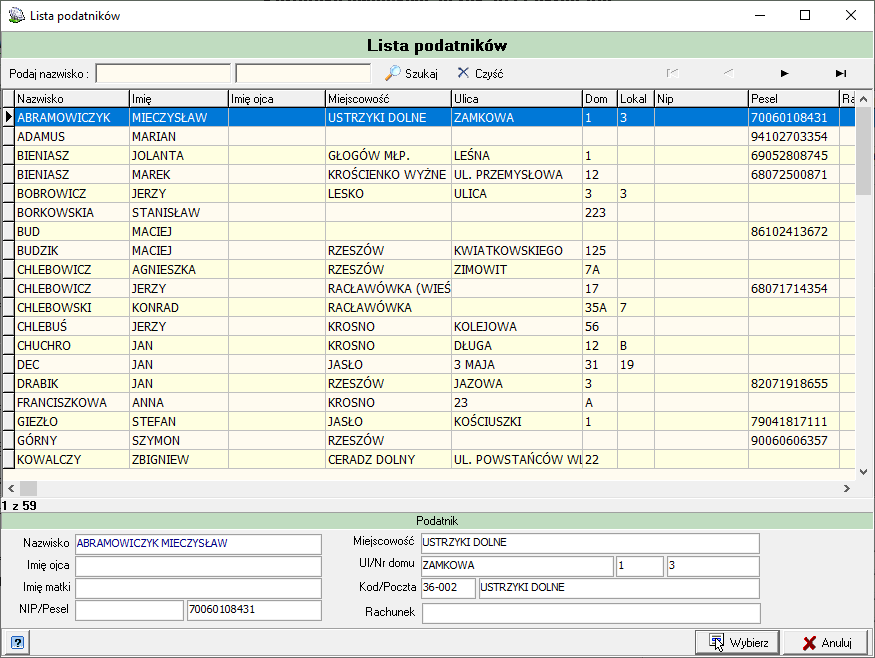 Lista podatników
Lista podatników
Podaj nazwisko : Szukaj Czyść
Nazwisko Imię Imię ojca Miejscowość Ulica Dom Lokal Nip Pesel Ra
ABRAMOWICZYK MIECZYSŁAW USTRZYKI DOLNE ZAMKOWA 1 3 70060108431
ADAMUS MARIAN 94102703354
BIENIASZ JOLANTA GŁOGÓW MŁP. LEŚNA 1 69052808745
BIENIASZ MAREK KROŚCIENKO WYŻNE UL. PRZEMYSŁOWA 12 68072500871
BOBROWICZ JERZY LESKO ULICA 3 3
BORKOWSKIA STANISŁAW 223
BUD MACIEJ 86102413672
BUDZIK MACIEJ RZESZÓW KWIATKOWSKIEGO 125
CHLEBOWICZ AGNIESZKA RZESZÓW ZIMOWIT 7A
CHLEBOWICZ JERZY RACŁAWÓWKA (WIEŚ 17 68071714354
CHLEBOWSKI KONRAD RACŁAWÓWKA 35A 7
CHLEBUŚ JERZY KROSNO KOLEJOWA 56
CHUCHRO JAN KROSNO DŁUGA 12 B
DEC JAN JASŁO 3 MAJA 31 19
DRABIK JAN RZESZÓW JAZOWA 3 82071918655
FRANCISZKOWA ANNA KROSNO 23 A
GIEZŁO STEFAN JASŁO KOŚCIUSZKI 1 79041817111
GÓRNY SZYMON RZESZÓW 90060606357
KOWALCZY ZBIGNIEW CERADZ DOLNY UL. POWSTAŃCÓW WL 22
1 z 59
Podatnik
Nazwisko ABRAMOWICZYK MIECZYSŁAW Miejscowość USTRZYKI DOLNE
Imię ojca Ul/Nr domu ZAMKOWA 1 3
Imię matki Kod/Poczta 36-002 USTRZYKI DOLNE
NIP/Pesel 70060108431 Rachunek
? Wybierz Anuluj